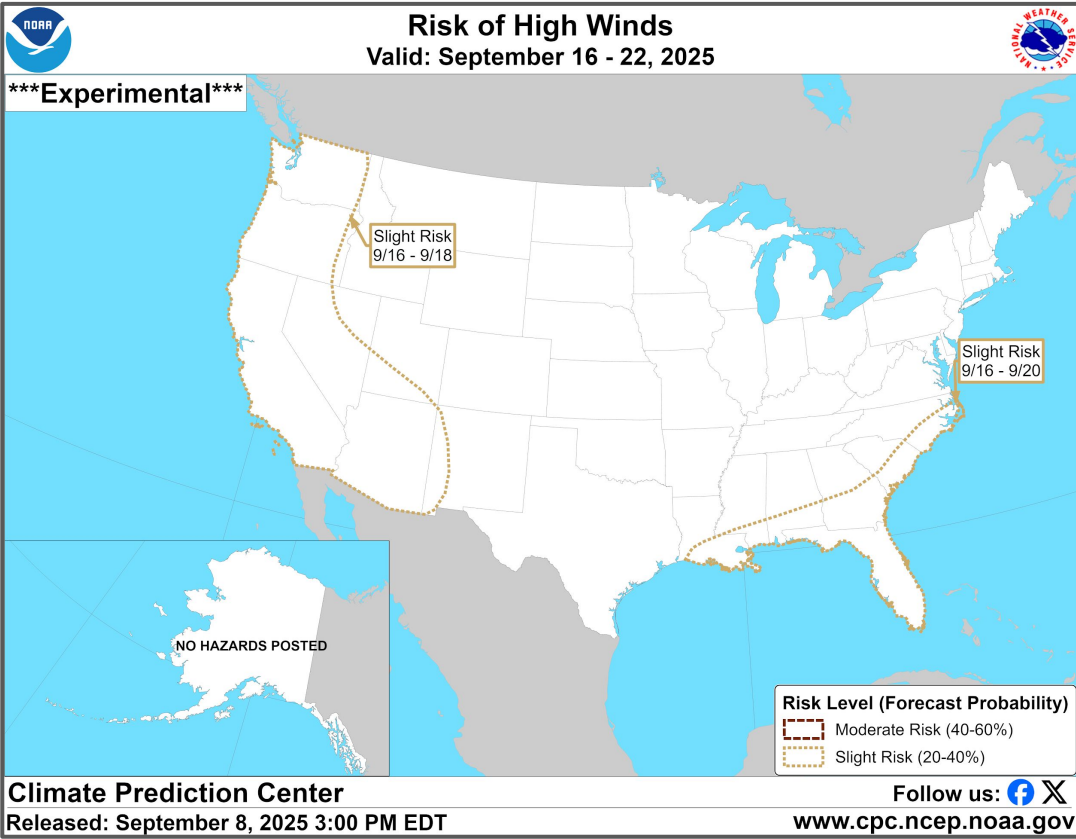 NOAA
Risk of High Winds
Valid: September 16 - 22, 2025
NATIONAL WEATHER SERVICE
***Experimental***
Slight Risk
9/16 - 9/18
Slight Risk
9/16 - 9/20
NO HAZARDS POSTED
Risk Level (Forecast Probability)
Moderate Risk (40-60%)
Slight Risk (20-40%)
Climate Prediction Center
Follow us:
Released: September 8, 2025 3:00 PM EDT
www.cpc.ncep.noaa.gov